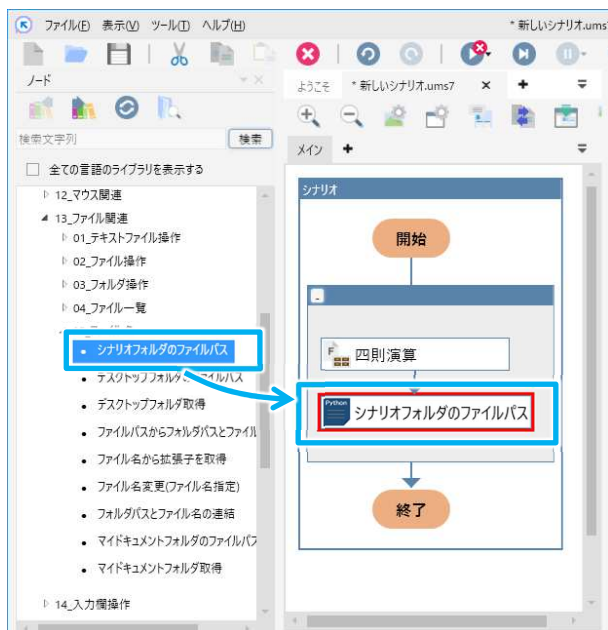 ファイル(F) 表示(V) ツール(T) ヘルプ(H)
* 新しいシナリオ.ums7
ノード
検索文字列
検索
全ての言語のライブラリを表示する
12_マウス関連
13_ファイル関連
01_テキストファイル操作
02_ファイル操作
03_フォルダ操作
04_ファイル一覧
シナリオフォルダのファイルパス
デスクトップフォルダのファイルパス
デスクトップフォルダ取得
ファイルパスからフォルダパスとファイル
ファイル名から拡張子を取得
ファイル名変更(ファイル名指定)
フォルダパスとファイル名の連結
マイドキュメントフォルダのファイルパス
マイドキュメントフォルダ取得
14_入力欄操作
ようこそ
* 新しいシナリオ.ums7
メイン
シナリオ
開始
四則演算
Python
シナリオフォルダのファイルパス
終了